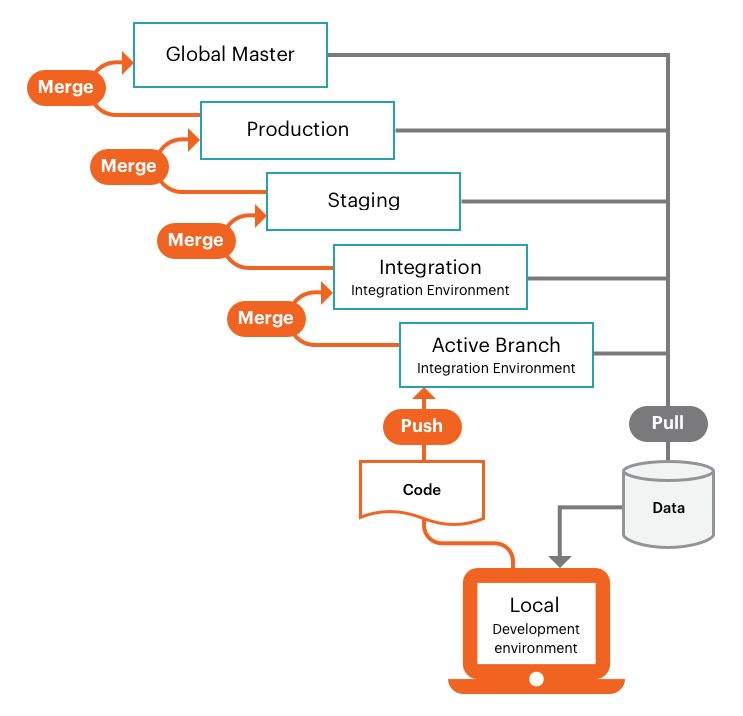 Global Master
Merge
Production
Merge
Staging
Merge
Integration
Integration Environment
Merge
Active Branch
Integration Environment
Push
Pull
Code
Data
Local
Development
environment